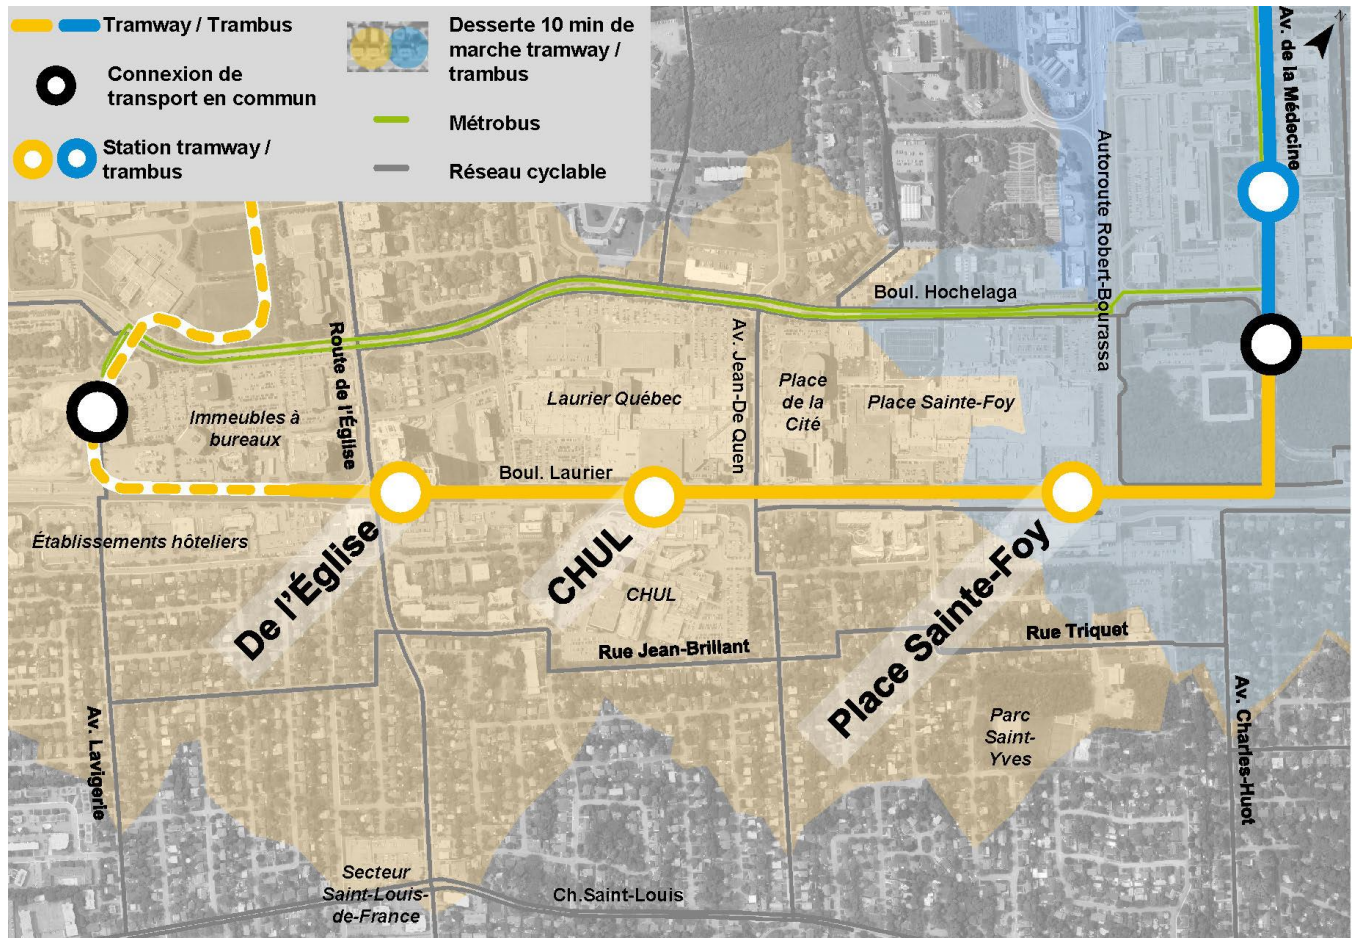 Tramway / Trambus
Connexion de
transport en commun
Station tramway /
trambus
Desserte 10 min de
marche tramway /
trambus
Métrobus
Réseau cyclable
N
Av. de la Médecine
Autoroute Robert-Bourassa
Boul. Hochelaga
Route de l'Église
Av. Jean-De Quen
Immeubles à
bureaux
Laurier Québec
Place
de la
Cité
Place Sainte-Foy
Boul. Laurier
Établissements hôteliers
De l'Église
CHUL
CHUL
Place Sainte-Foy
Rue Jean-Brillant
Rue Triquet
Av. Lavigerie
Parc
Saint-
Yves
Av. Charles-Huot
Secteur
Saint-Louis-
de-France
Ch.Saint-Louis